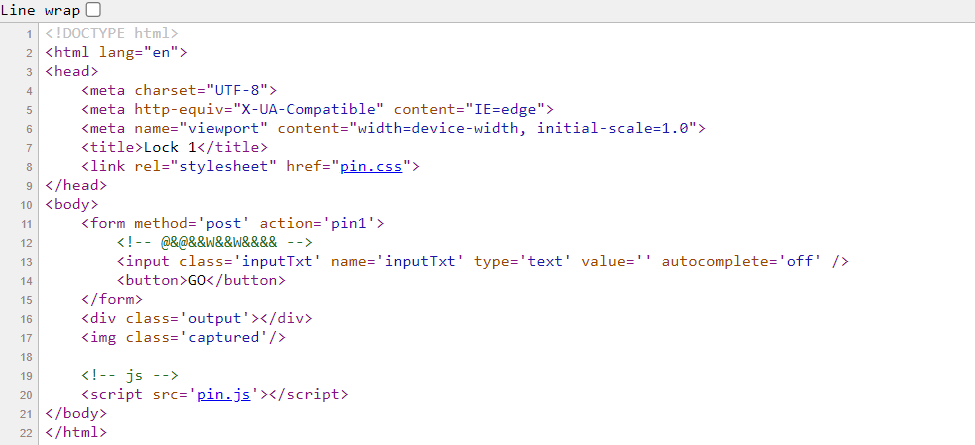 Line wrap
1 <!DOCTYPE html>
2 <html lang="en">
3 <head>
4     <meta charset="UTF-8">
5     <meta http-equiv="X-UA-Compatible" content="IE=edge">
6     <meta name="viewport" content="width=device-width, initial-scale=1.0">
7     <title>Lock 1</title>
8     <link rel="stylesheet" href="pin.css">
9 </head>
10 <body>
11     <form method='post' action='pin1'>
12         <!-- @&@&&W&&W&&&& -->
13         <input class='inputTxt' name='inputTxt' type='text' value='' autocomplete='off' />
14         <button>GO</button>
15     </form>
16     <div class='output'></div>
17     <img class='captured'/>
18
19     <!-- js -->
20     <script src='pin.js'></script>
21 </body>
22 </html>